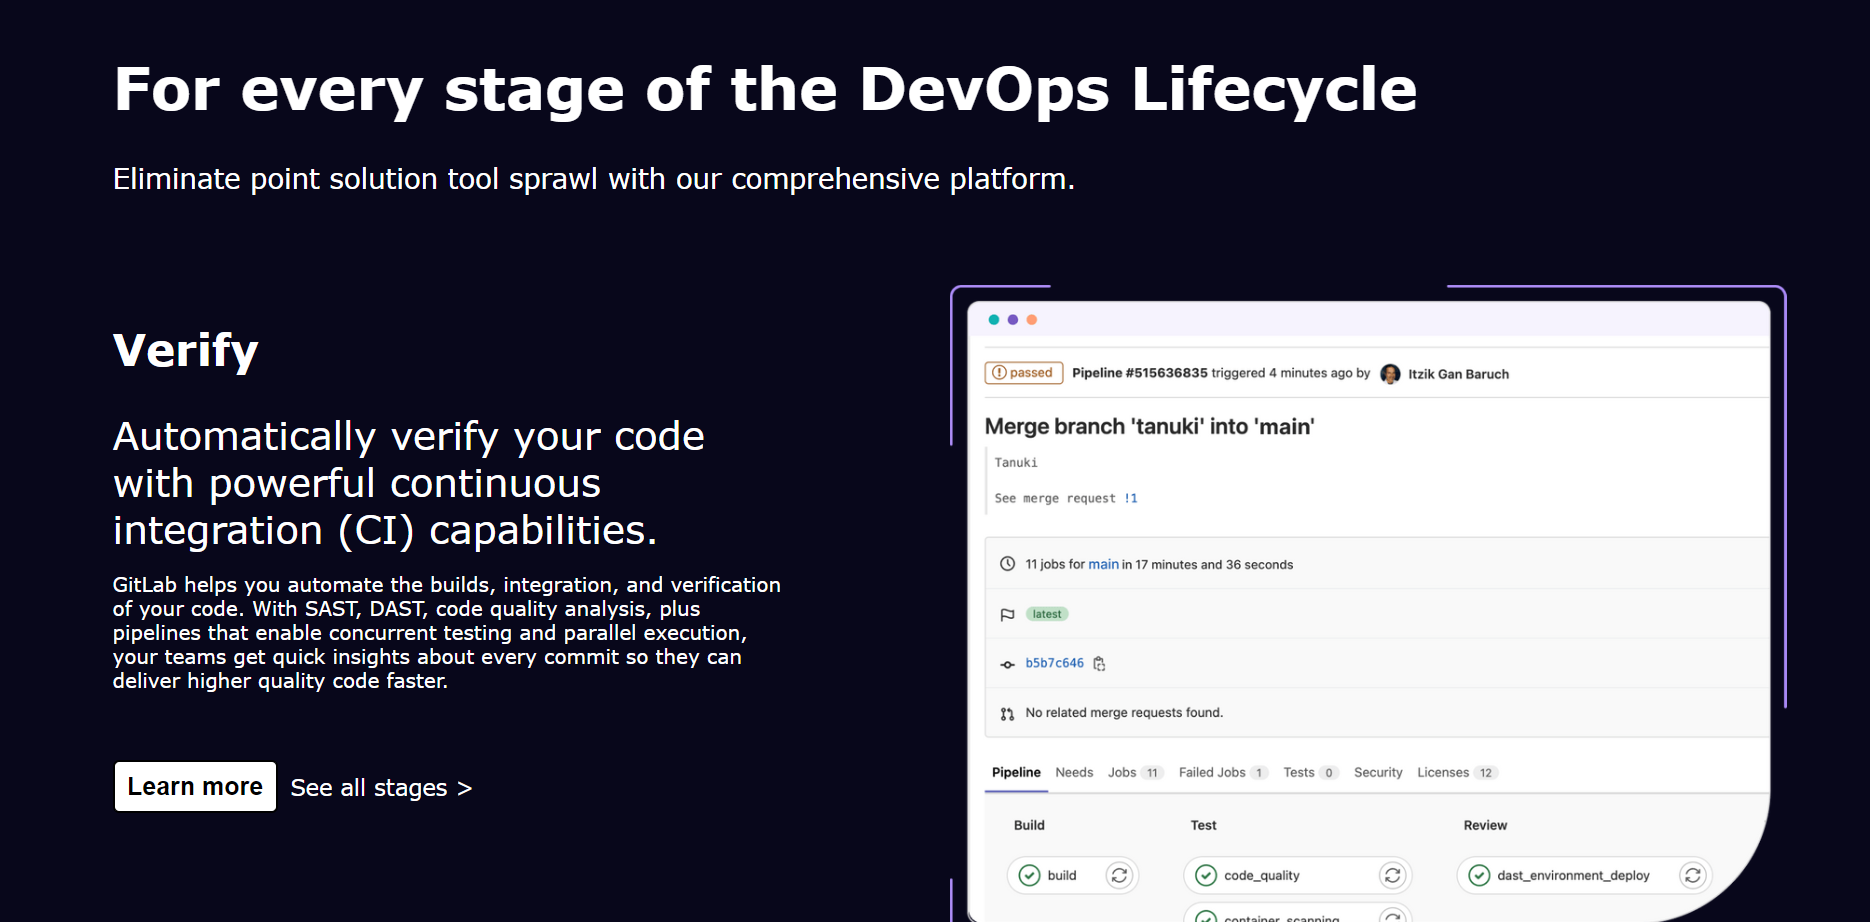 For every stage of the DevOps Lifecycle
Eliminate point solution tool sprawl with our comprehensive platform.
Verify
Automatically verify your code
with powerful continuous
integration (CI) capabilities.
GitLab helps you automate the builds, integration, and verification
of your code. With SAST, DAST, code quality analysis, plus
pipelines that enable concurrent testing and parallel execution,
your teams get quick insights about every commit so they can
deliver higher quality code faster.
Learn more See all stages >
passed Pipeline #515636835 triggered 4 minutes ago by Itzik Gan Baruch
Merge branch 'tanuki' into 'main'
Tanuki
See merge request !1
11 jobs for main in 17 minutes and 36 seconds
latest
b5b7c646
No related merge requests found.
Pipeline Needs Jobs 11 Failed Jobs 1 Tests 0 Security Licenses 12
Build Test Review
build code_quality dast_environment_deploy
container_scanning